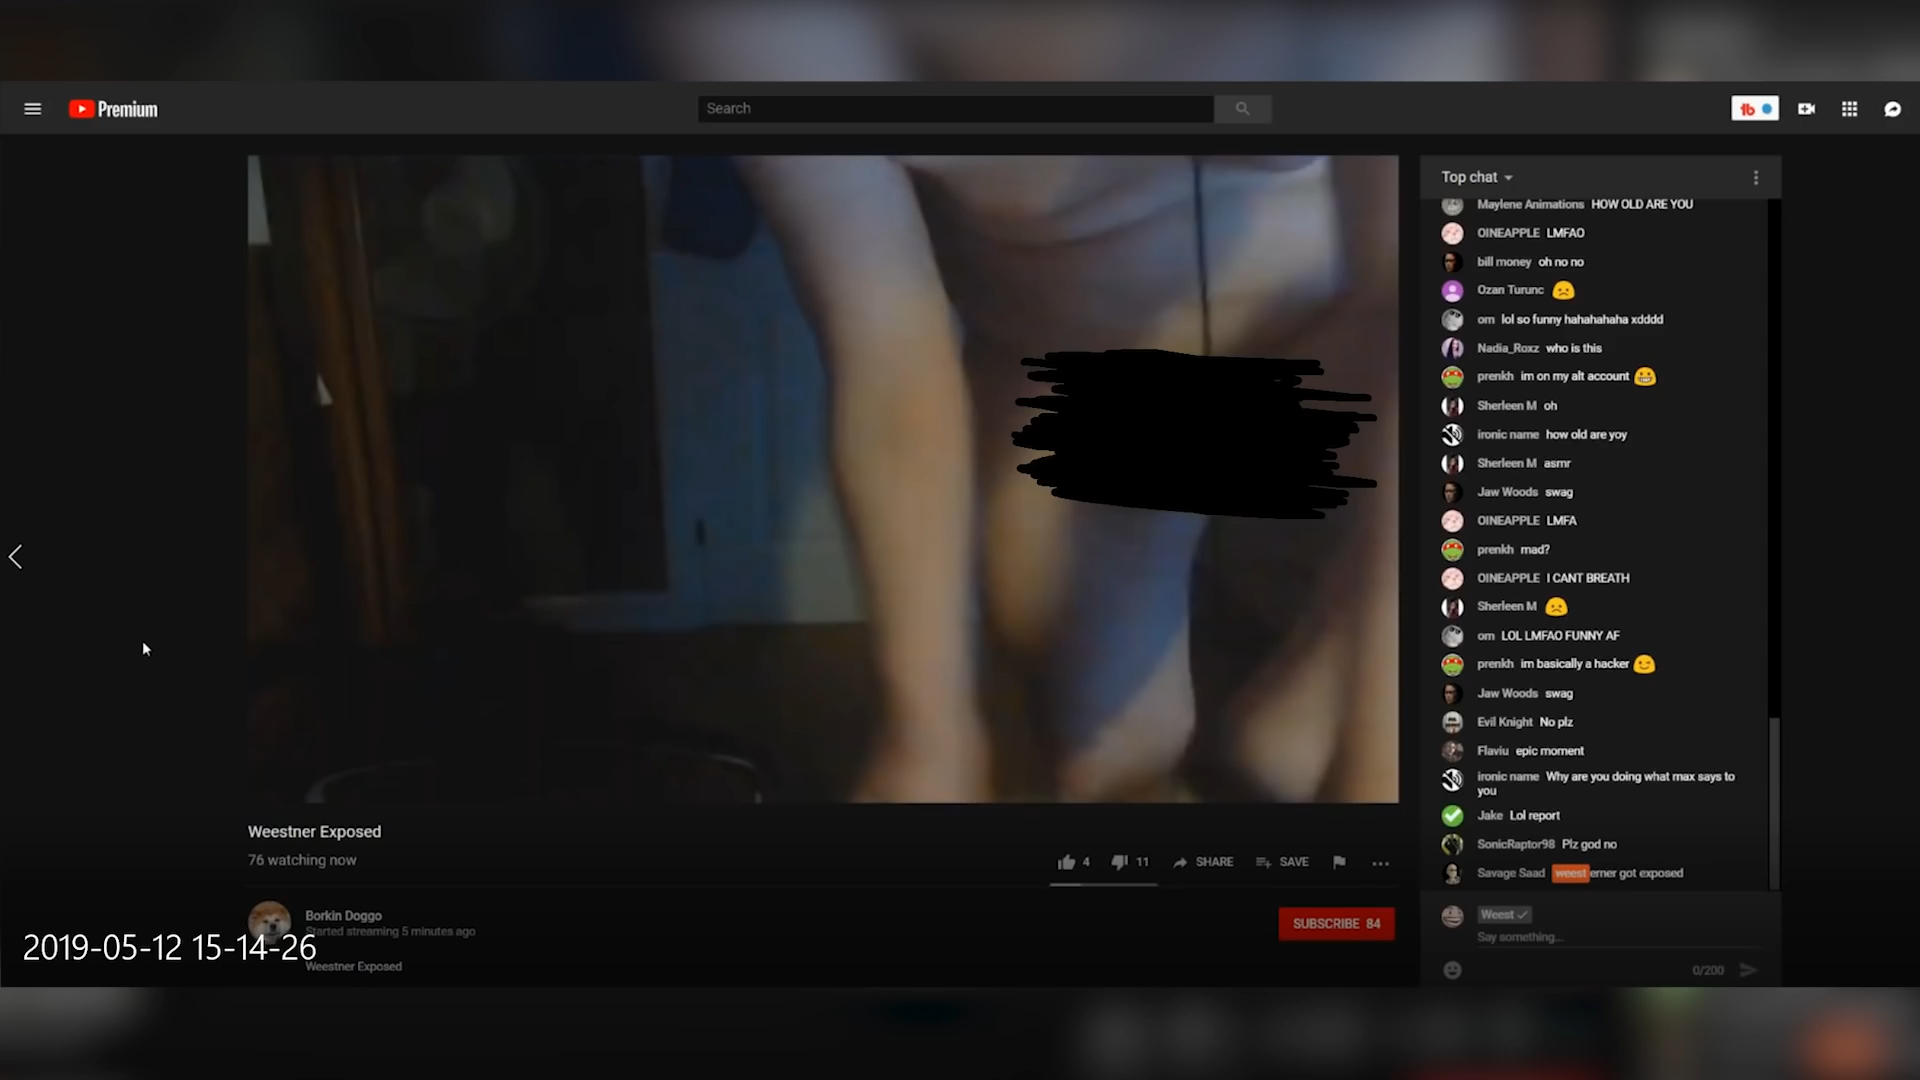 Premium
Search
Top chat
Maylene Animations HOW OLD ARE YOU
OINEAPPLE LMFAO
bill money oh no no
Ozan Turunc
om lol so funny hahahahaha xdddd
Nadia_Roxz who is this
prenkh im on my alt account
Sherleen M oh
ironic name how old are yoy
Sherleen M asmr
Jaw Woods swag
OINEAPPLE LMFA
prenkh mad?
OINEAPPLE I CANT BREATH
Sherleen M
om LOL LMFAO FUNNY AF
prenkh im basically a hacker
Jaw Woods swag
Evil Knight No plz
Flaviu epic moment
ironic name Why are you doing what max says to
you
Jake Lol report
SonicRaptor98 Plz god no
Savage Saad weesterner got exposed
Weest
Say something...
0/200
Weestner Exposed
76 watching now
4 11 SHARE SAVE
Borkin Doggo
Started streaming 5 minutes ago
SUBSCRIBE 84
Weestner Exposed
2019-05-12 15-14-26